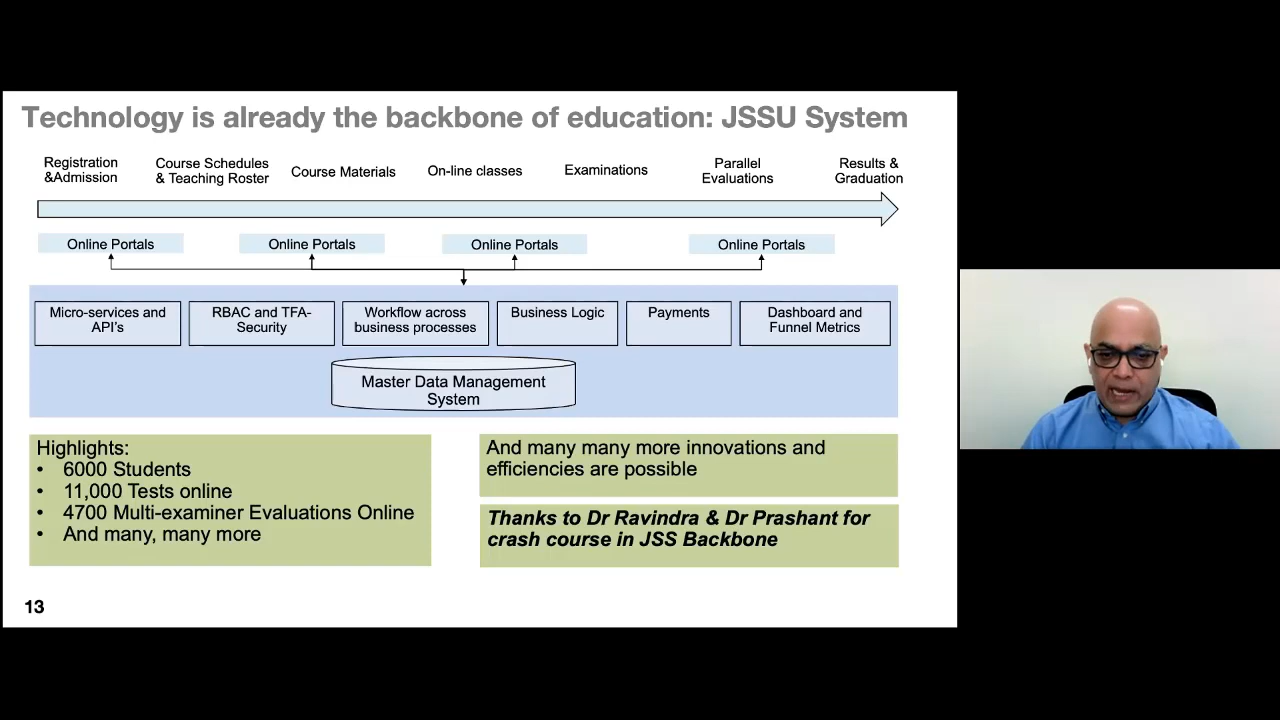 Technology is already the backbone of education: JSSU System
Registration
&Admission
Course Schedules
& Teaching Roster
Course Materials
On-line classes
Examinations
Parallel
Evaluations
Results &
Graduation
Online Portals
Online Portals
Online Portals
Online Portals
Micro-services and
API's
RBAC and TFA-
Security
Workflow across
business processes
Business Logic
Payments
Dashboard and
Funnel Metrics
Master Data Management
System
Highlights:
• 6000 Students
• 11,000 Tests online
• 4700 Multi-examiner Evaluations Online
• And many, many more
And many many more innovations and
efficiencies are possible
Thanks to Dr Ravindra & Dr Prashant for
crash course in JSS Backbone
13